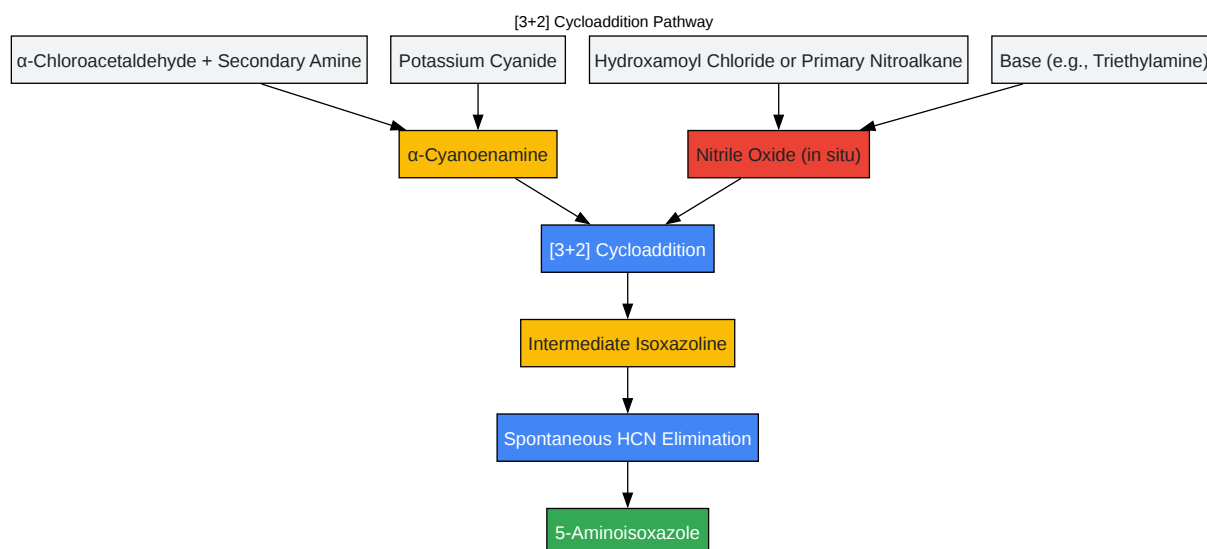 [3+2] Cycloaddition Pathway
α-Chloroacetaldehyde + Secondary Amine
Potassium Cyanide
Hydroxamoyl Chloride or Primary Nitroalkane
Base (e.g., Triethylamine)
α-Cyanoenamine
Nitrile Oxide (in situ)
[3+2] Cycloaddition
Intermediate Isoxazoline
Spontaneous HCN Elimination
5-Aminoisoxazole